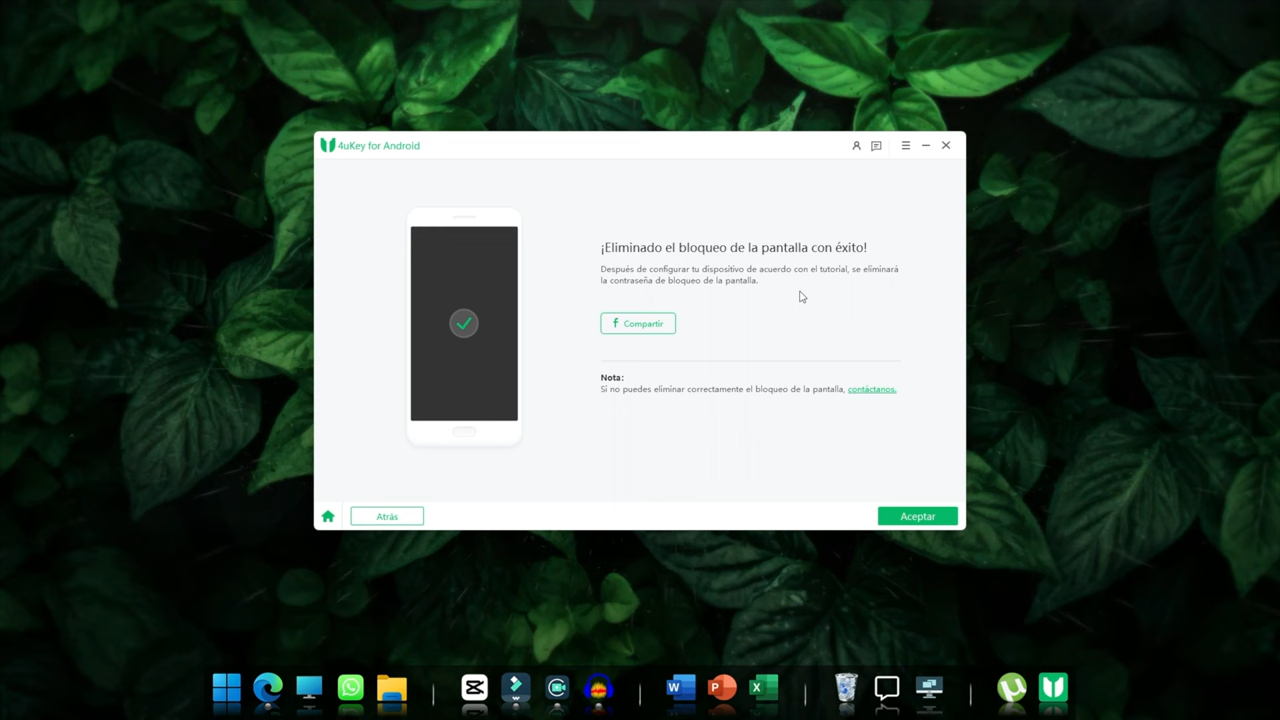 4uKey for Android
¡Eliminado el bloqueo de la pantalla con éxito!
Después de configurar tu dispositivo de acuerdo con el tutorial, se eliminará
la contraseña de bloqueo de la pantalla.
f Compartir
Nota:
Si no puedes eliminar correctamente el bloqueo de la pantalla, contáctanos.
Atrás
Aceptar
W
P
X
µ